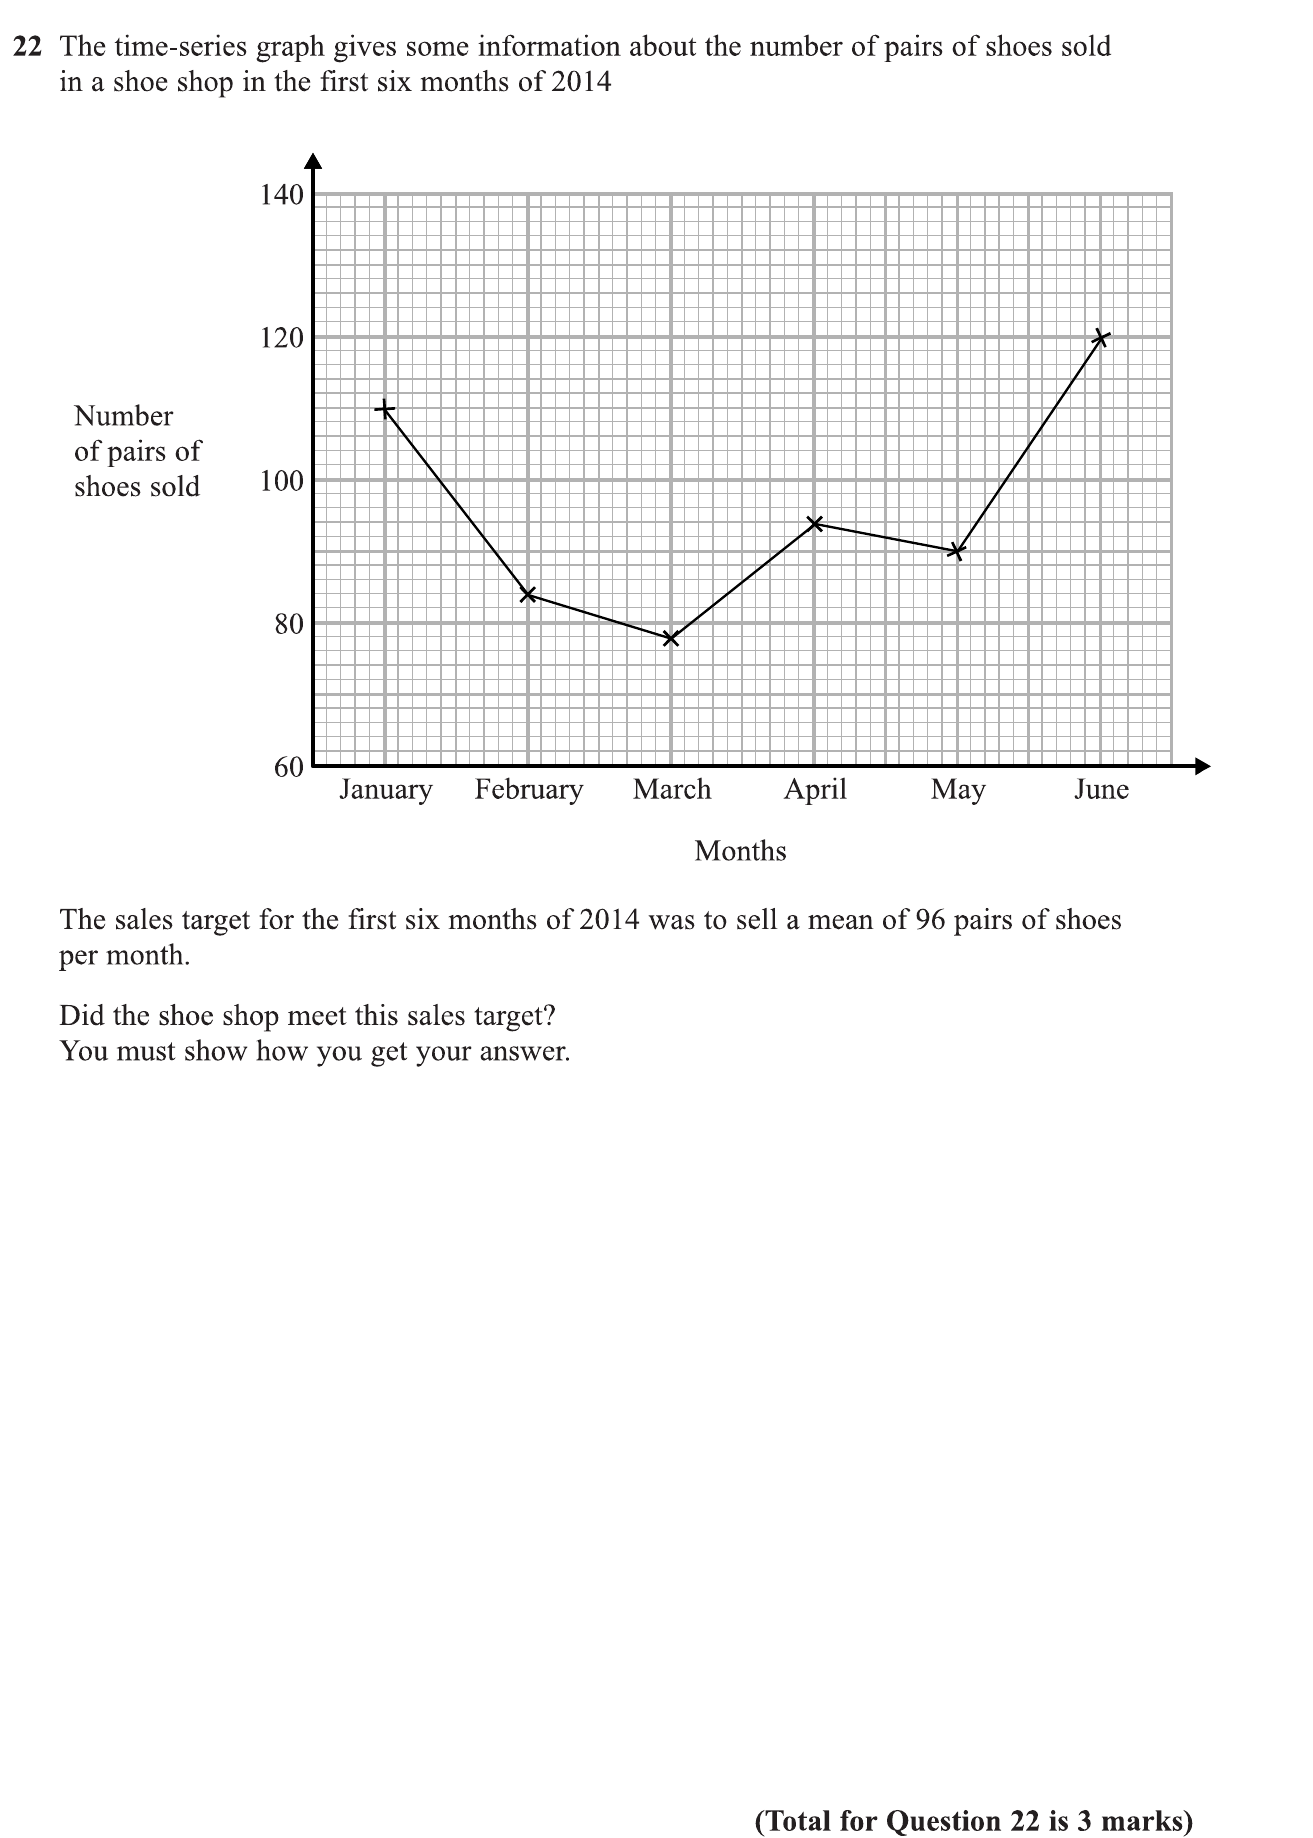 22 The time-series graph gives some information about the number of pairs of shoes sold
in a shoe shop in the first six months of 2014
140
120
Number
of pairs of
shoes sold
100
80
60
January February March April May June
Months
The sales target for the first six months of 2014 was to sell a mean of 96 pairs of shoes
per month.
Did the shoe shop meet this sales target?
You must show how you get your answer.
(Total for Question 22 is 3 marks)